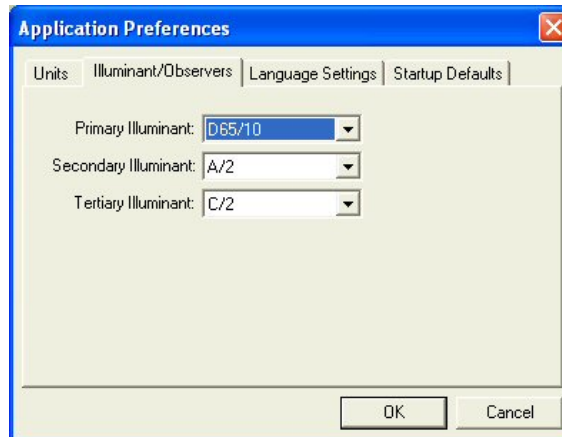 Application Preferences
Units Illuminant/Observers Language Settings Startup Defaults
Primary Illuminant: D65/10
Secondary Illuminant: A/2
Tertiary Illuminant: C/2
OK Cancel